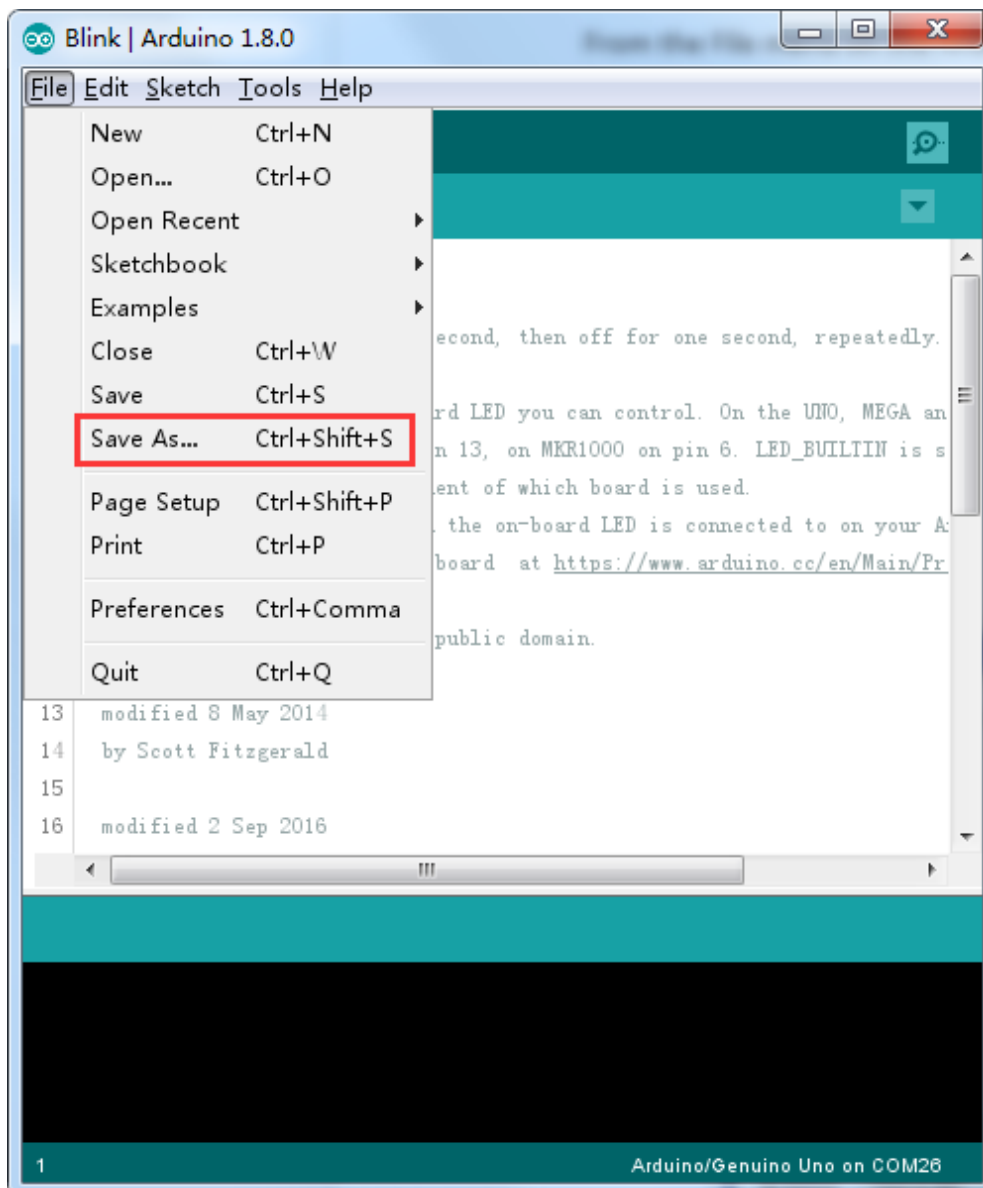 Blink | Arduino 1.8.0
File Edit Sketch Tools Help
New Ctrl+N
Open... Ctrl+O
Open Recent
Sketchbook
Examples
Close Ctrl+W
Save Ctrl+S
Save As... Ctrl+Shift+S
Page Setup Ctrl+Shift+P
Print Ctrl+P
Preferences Ctrl+Comma
Quit Ctrl+Q
econd, then off for one second, repeatedly.
rd LED you can control. On the UNO, MEGA an
n 13, on MKR1000 on pin 6. LED_BUILTIN is s
ent of which board is used.
the on-board LED is connected to on your A
board at https://www.arduino.cc/en/Main/Pr
public domain.
13 modified 8 May 2014
14 by Scott Fitzgerald
15
16 modified 2 Sep 2016
1 Arduino/Genuino Uno on COM26